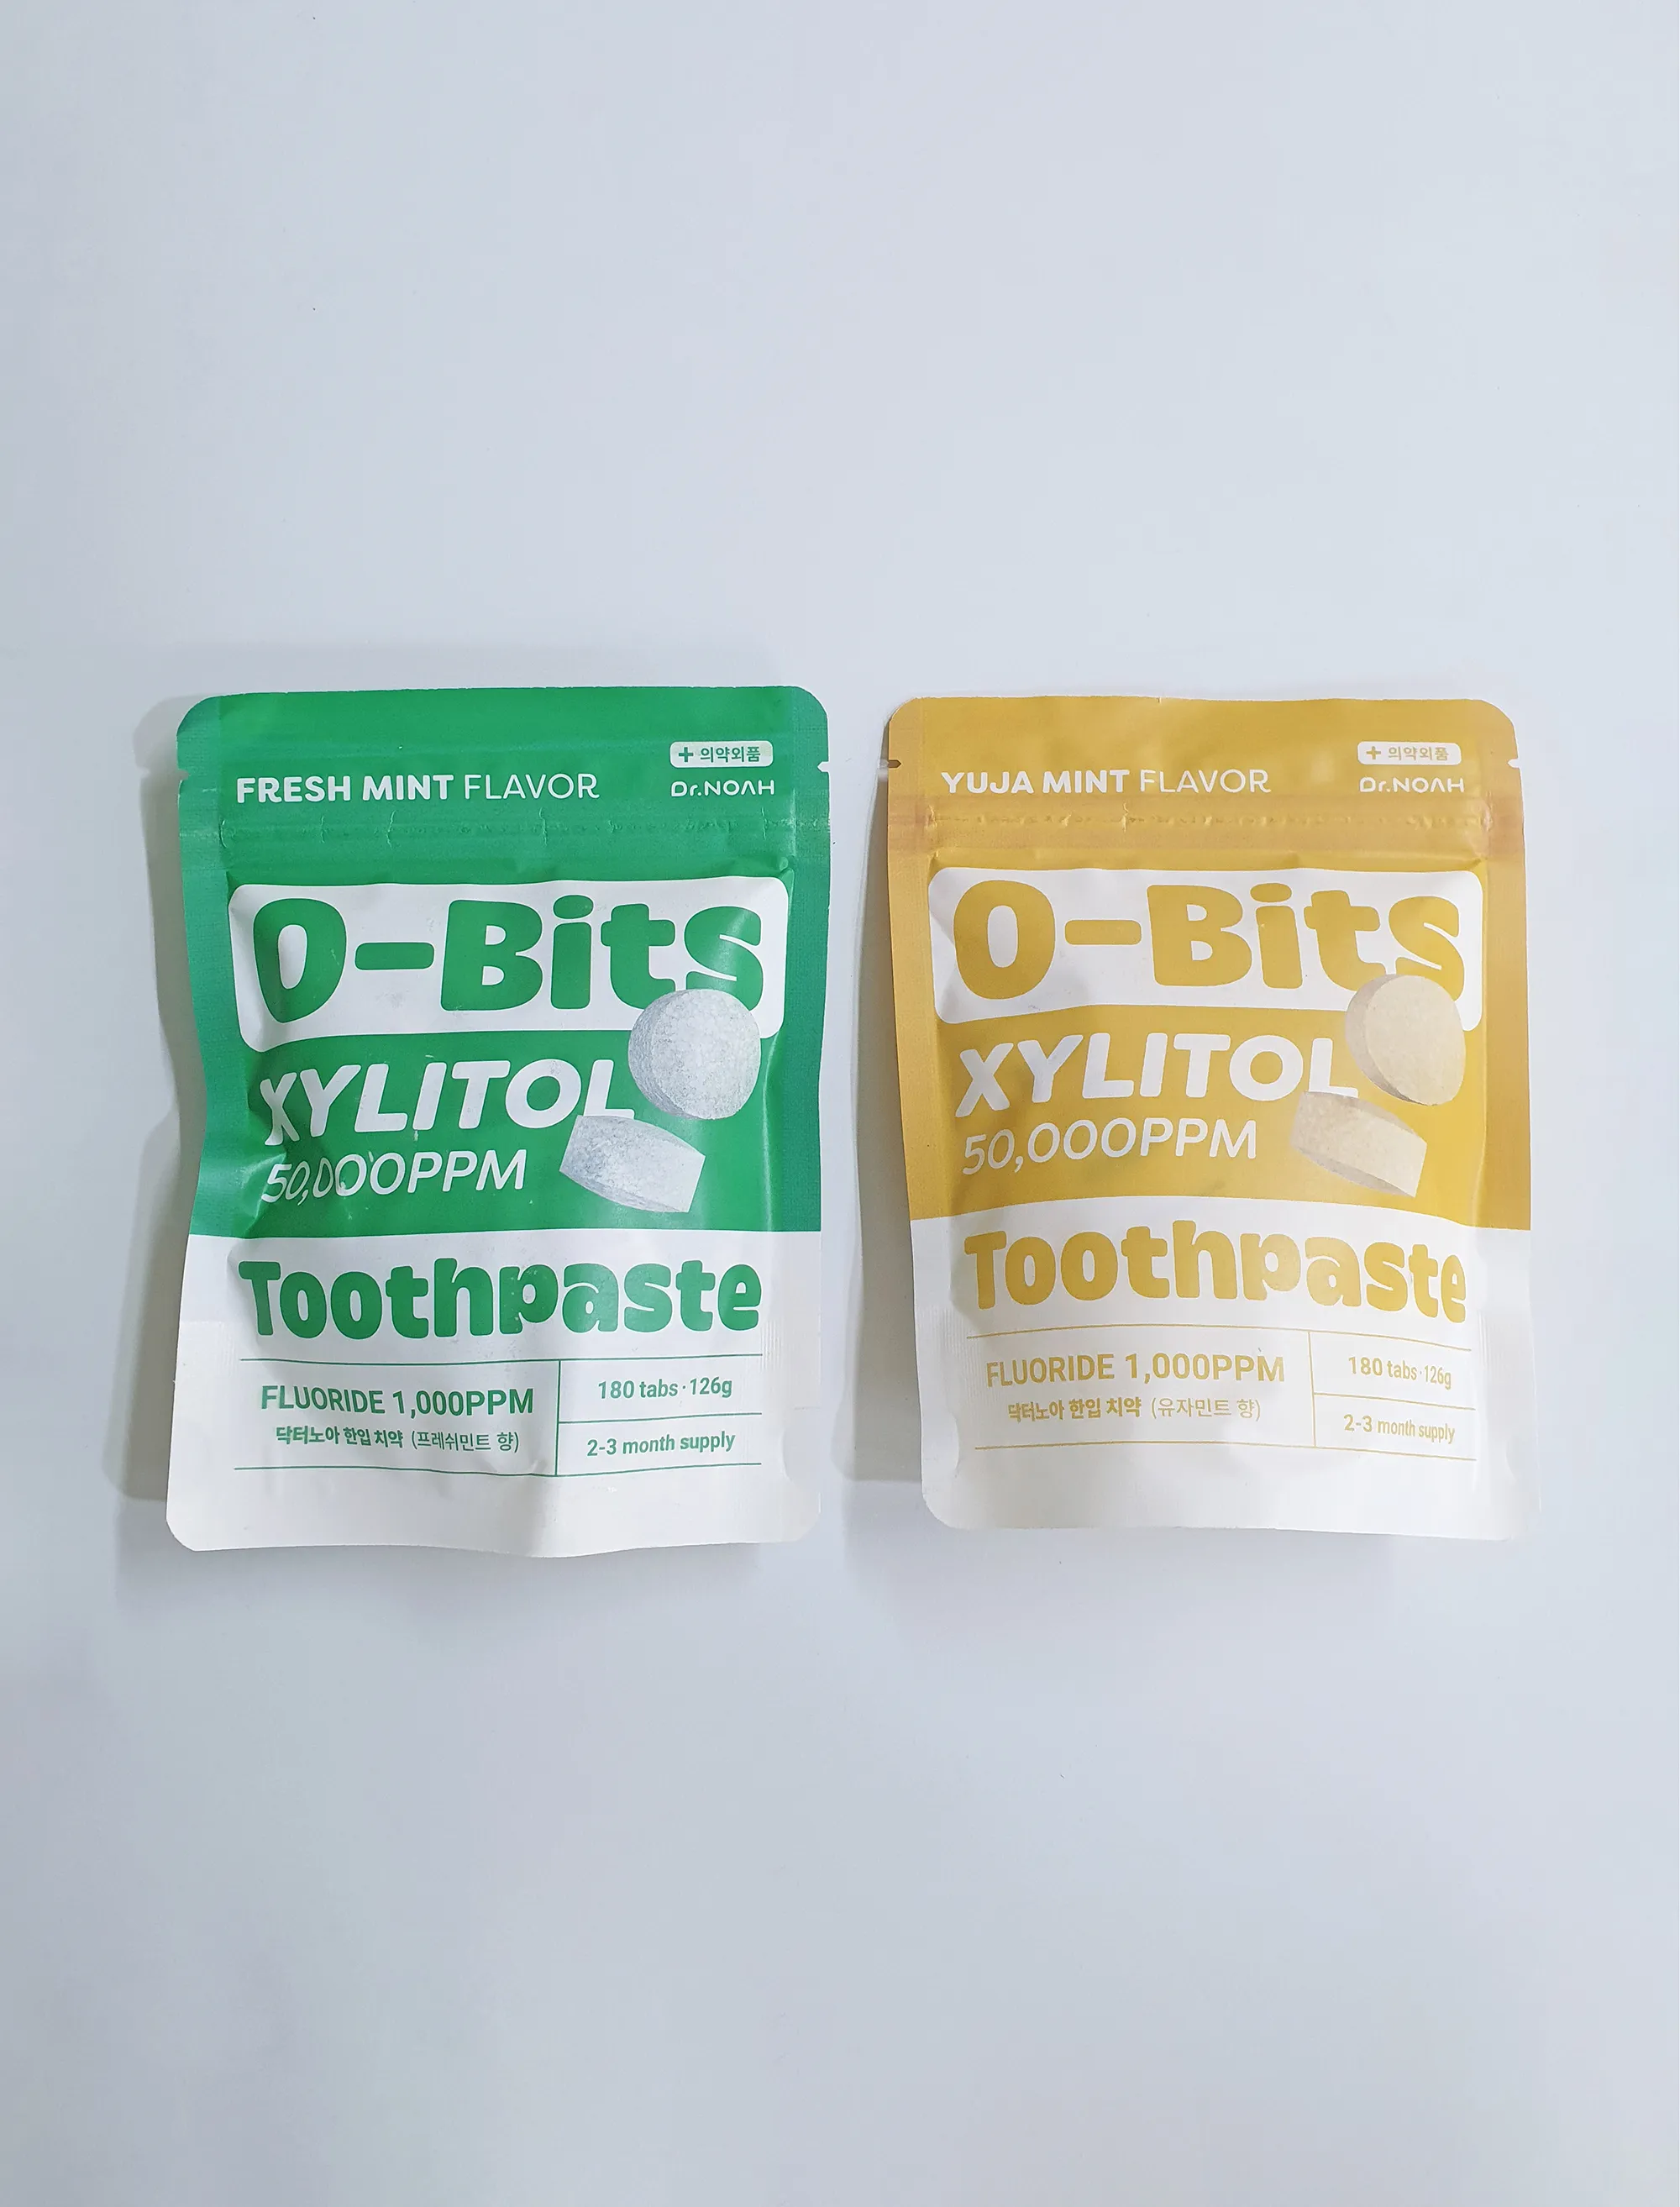 FRESH MINT FLAVOR
+ 의약외품
Dr.NOAH
O-Bits
XYLITOL
50,000PPM
Toothpaste
FLUORIDE 1,000PPM
닥터노아 한입 치약 (프레쉬민트 향)
180 tabs·126g
2-3 month supply
YUJA MINT FLAVOR
+ 의약외품
Dr.NOAH
O-Bits
XYLITOL
50,000PPM
Toothpaste
FLUORIDE 1,000PPM
닥터노아 한입 치약 (유자민트 향)
180 tabs·126g
2-3 month supply